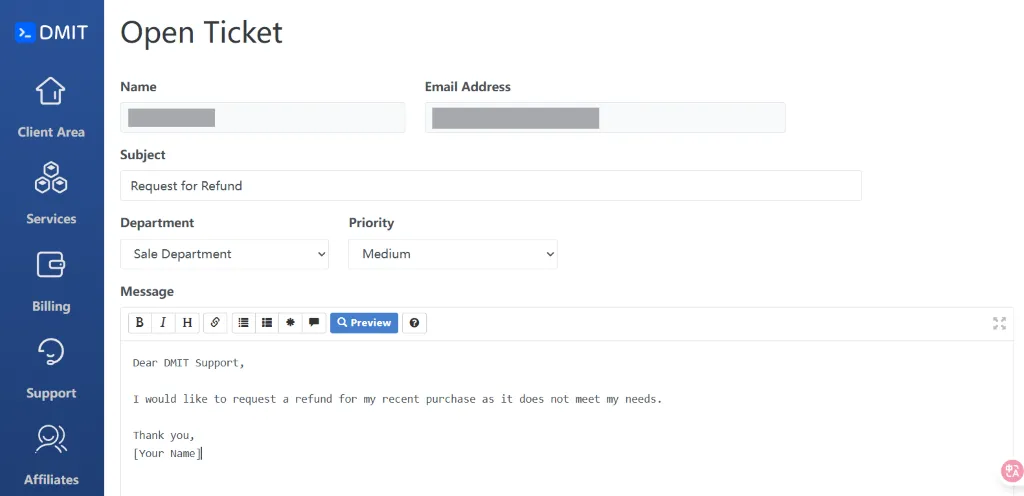 DMIT
Client Area
Services
Billing
Support
Affiliates
Open Ticket
Name
Email Address
Subject
Request for Refund
Department
Priority
Sale Department
Medium
Message
B I H
Preview
Dear DMIT Support,
I would like to request a refund for my recent purchase as it does not meet my needs.
Thank you,
[Your Name]
中
A